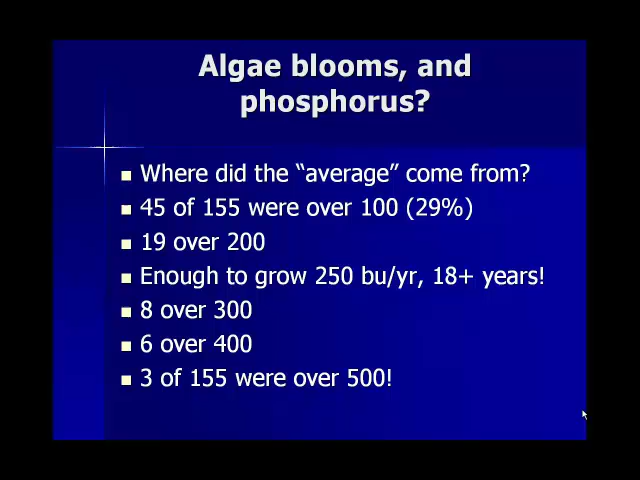 Algae blooms, and
phosphorus?
Where did the “average” come from?
45 of 155 were over 100 (29%)
19 over 200
Enough to grow 250 bu/yr, 18+ years!
8 over 300
6 over 400
3 of 155 were over 500!